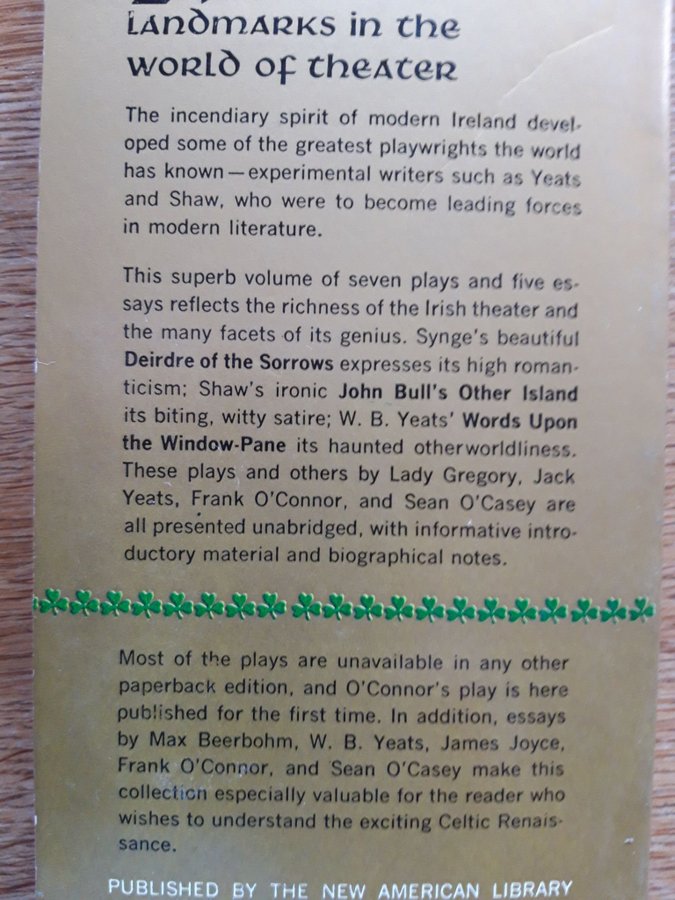 LANDMARKS in the
WORLD OF theater
The incendiary spirit of modern Ireland devel-
oped some of the greatest playwrights the world
has known—experimental writers such as Yeats
and Shaw, who were to become leading forces
in modern literature.
This superb volume of seven plays and five es-
says reflects the richness of the Irish theater and
the many facets of its genius. Synge's beautiful
Deirdre of the Sorrows expresses its high roman-
ticism; Shaw's ironic John Bull's Other Island
its biting, witty satire; W. B. Yeats' Words Upon
the Window-Pane its haunted otherworldliness.
These plays and others by Lady Gregory, Jack
Yeats, Frank O'Connor, and Sean O'Casey are
all presented unabridged, with informative intro-
ductory material and biographical notes.
Most of the plays are unavailable in any other
paperback edition, and O'Connor's play is here
published for the first time. In addition, essays
by Max Beerbohm, W. B. Yeats, James Joyce,
Frank O'Connor, and Sean O'Casey make this
collection especially valuable for the reader who
wishes to understand the exciting Celtic Renais-
sance.
PUBLISHED BY THE NEW AMERICAN LIBRARY